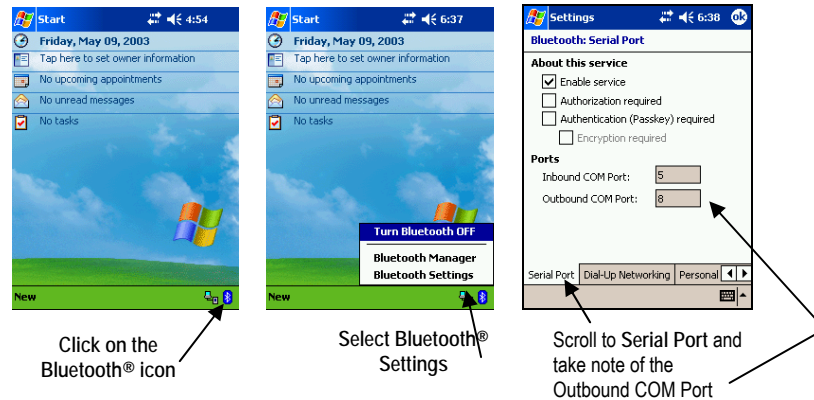 Start 4:54
Friday, May 09, 2003
Tap here to set owner information
No upcoming appointments
No unread messages
No tasks
New
Click on the
Bluetooth® icon
Start 6:37
Friday, May 09, 2003
Tap here to set owner information
No upcoming appointments
No unread messages
No tasks
Turn Bluetooth OFF
Bluetooth Manager
Bluetooth Settings
New
Select Bluetooth®
Settings
Settings 6:38 ok
Bluetooth: Serial Port
About this service
Enable service
Authorization required
Authentication (Passkey) required
Encryption required
Ports
Inbound COM Port: 5
Outbound COM Port: 8
Serial Port Dial-Up Networking Personal
Scroll to Serial Port and
take note of the
Outbound COM Port